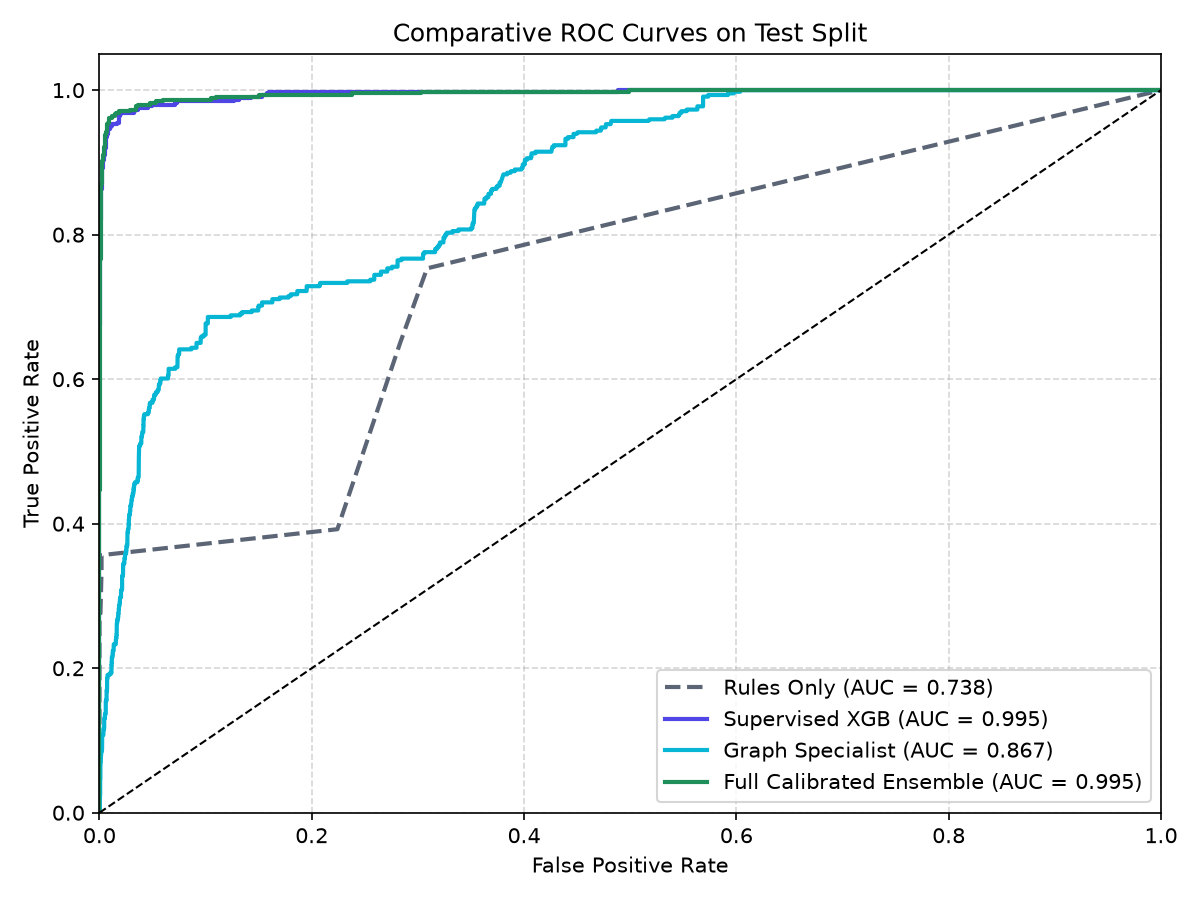 Comparative ROC Curves on Test Split
True Positive Rate
1.0
0.8
0.6
0.4
0.2
0.0
Rules Only (AUC = 0.738)
Supervised XGB (AUC = 0.995)
Graph Specialist (AUC = 0.867)
Full Calibrated Ensemble (AUC = 0.995)
0.0 0.2 0.4 0.6 0.8 1.0
False Positive Rate